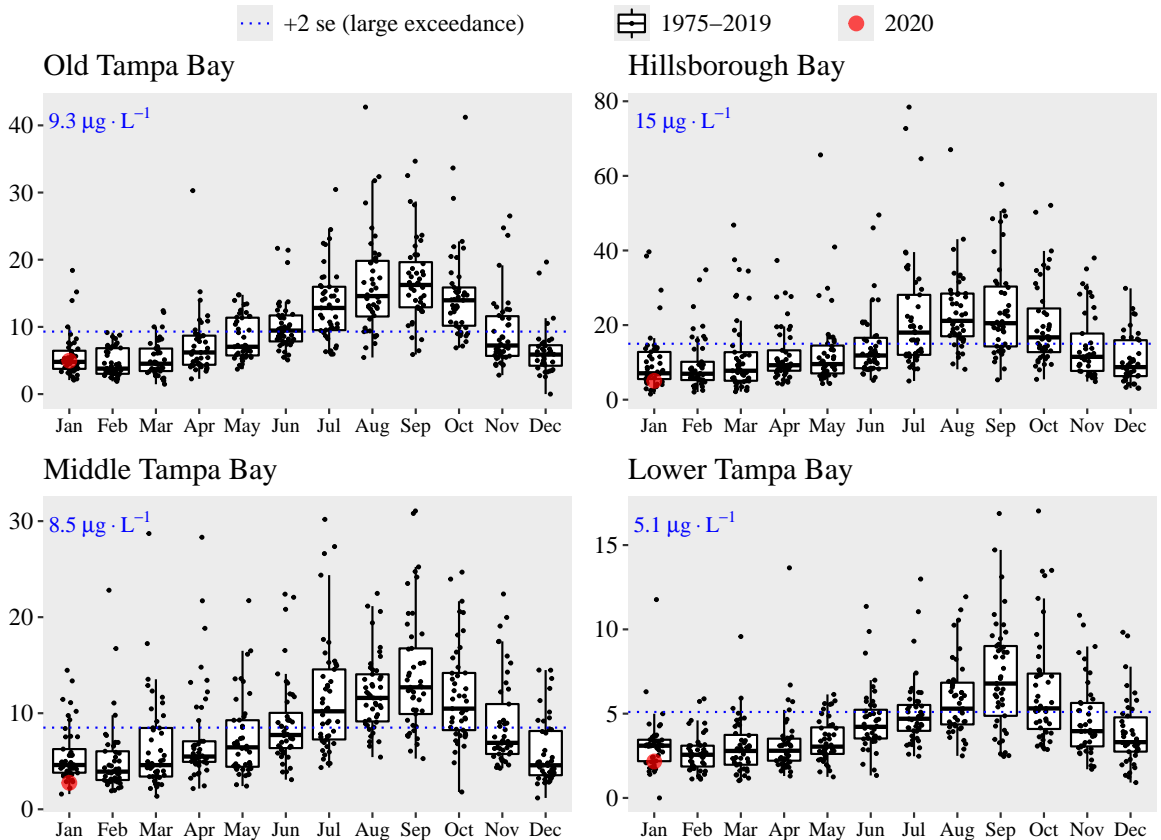 +2 se (large exceedance) 1975–2019 2020
Old Tampa Bay
9.3 µg · L⁻¹
40
30
20
10
0
Jan Feb Mar Apr May Jun Jul Aug Sep Oct Nov Dec
Hillsborough Bay
15 µg · L⁻¹
80
60
40
20
0
Jan Feb Mar Apr May Jun Jul Aug Sep Oct Nov Dec
Middle Tampa Bay
8.5 µg · L⁻¹
30
20
10
0
Jan Feb Mar Apr May Jun Jul Aug Sep Oct Nov Dec
Lower Tampa Bay
5.1 µg · L⁻¹
15
10
5
0
Jan Feb Mar Apr May Jun Jul Aug Sep Oct Nov Dec